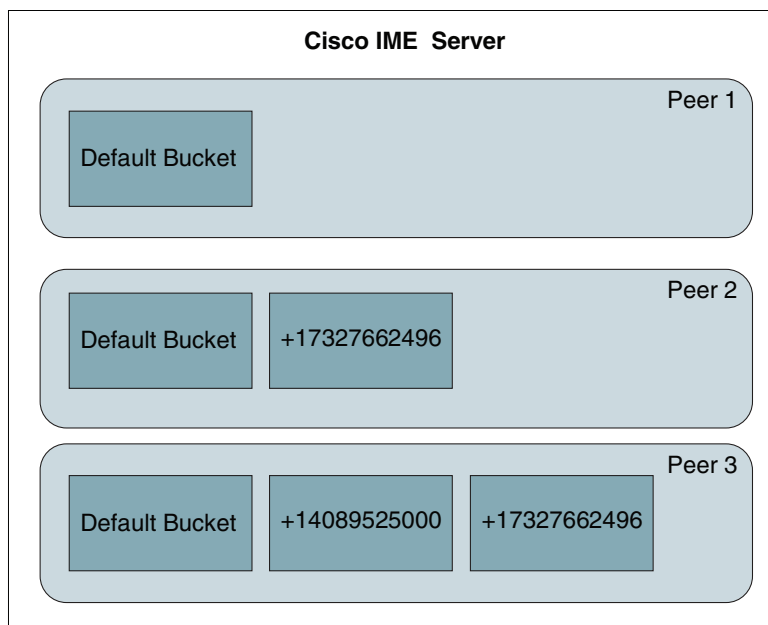 Cisco IME Server
Peer 1
Default Bucket
Peer 2
Default Bucket
+17327662496
Peer 3
Default Bucket
+14089525000
+17327662496